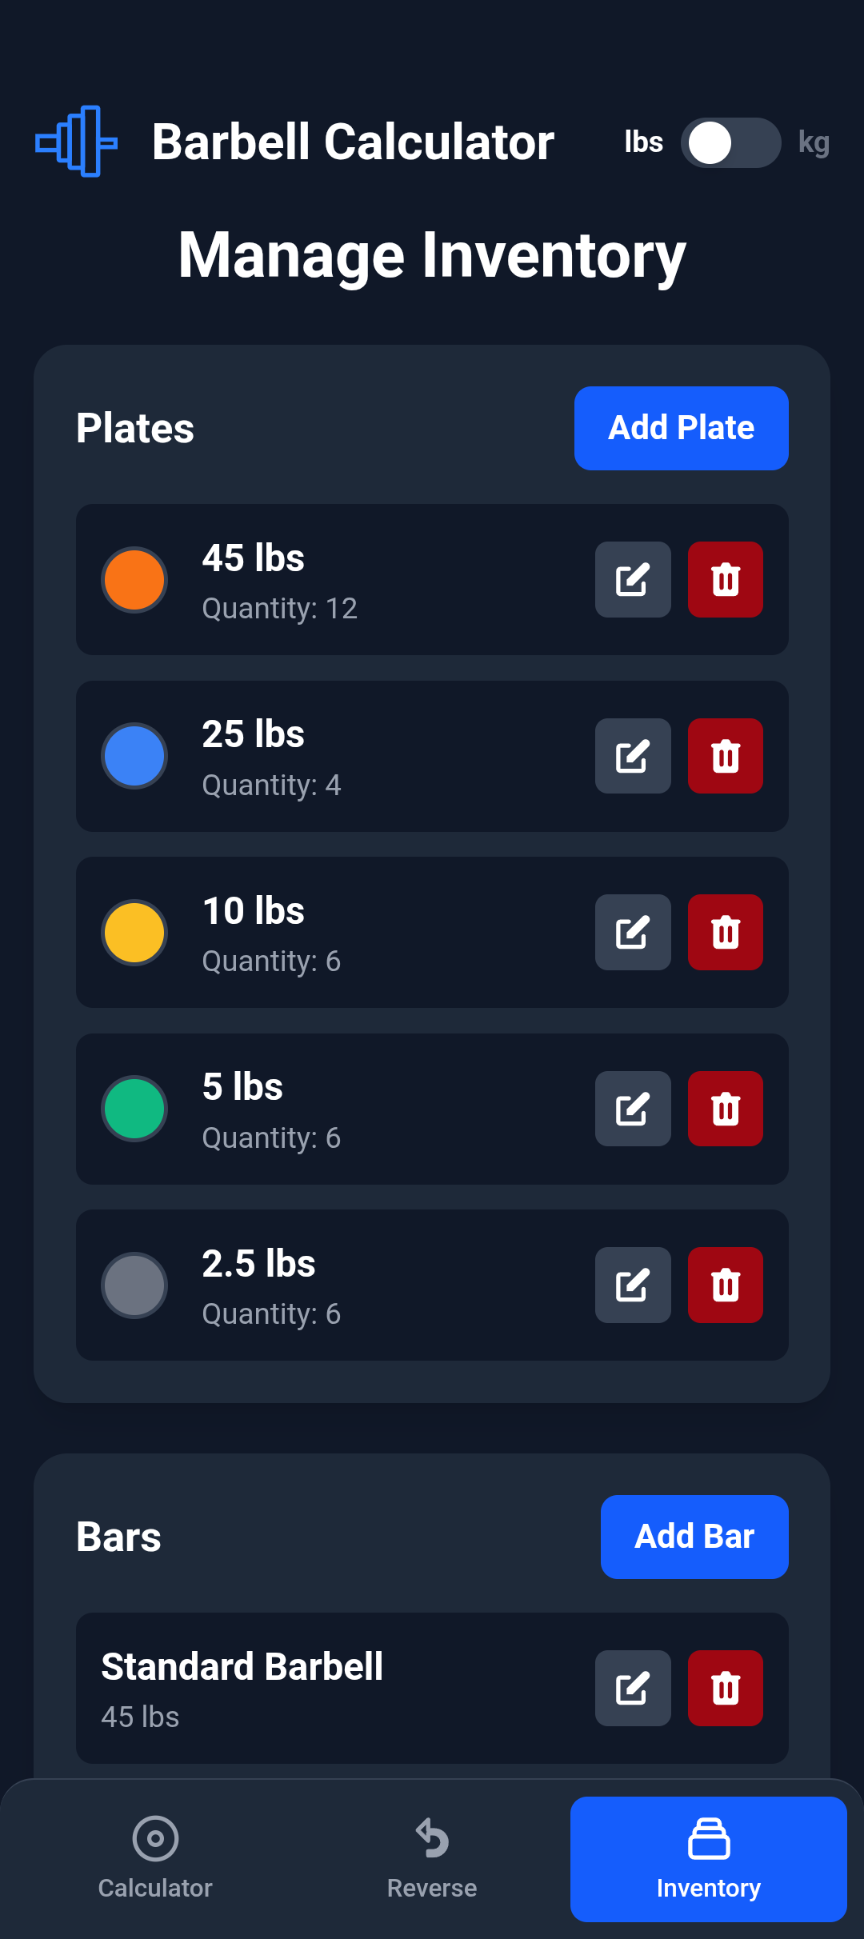 Barbell Calculator
lbs
kg
Manage Inventory
Plates
Add Plate
45 lbs
Quantity: 12
25 lbs
Quantity: 4
10 lbs
Quantity: 6
5 lbs
Quantity: 6
2.5 lbs
Quantity: 6
Bars
Add Bar
Standard Barbell
45 lbs
Calculator
Reverse
Inventory